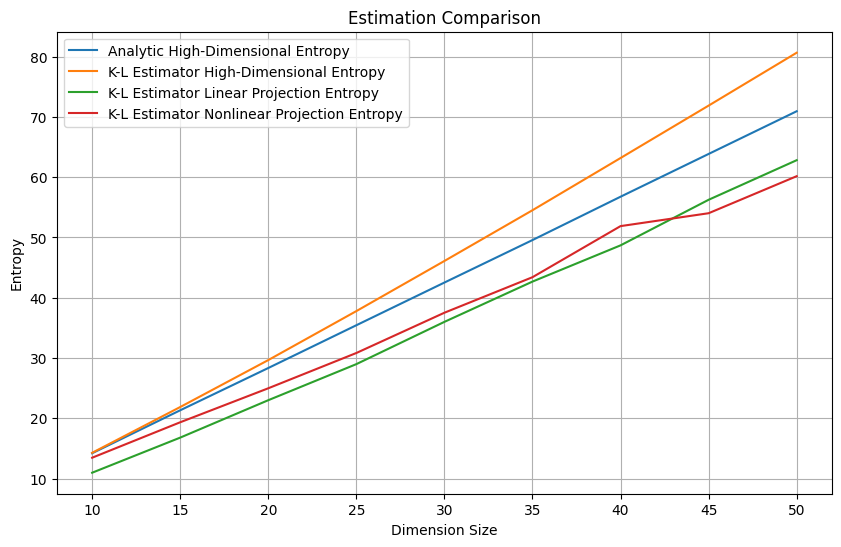 Estimation Comparison
Analytic High-Dimensional Entropy
K-L Estimator High-Dimensional Entropy
K-L Estimator Linear Projection Entropy
K-L Estimator Nonlinear Projection Entropy
Entropy
80
70
60
50
40
30
20
10
10 15 20 25 30 35 40 45 50
Dimension Size